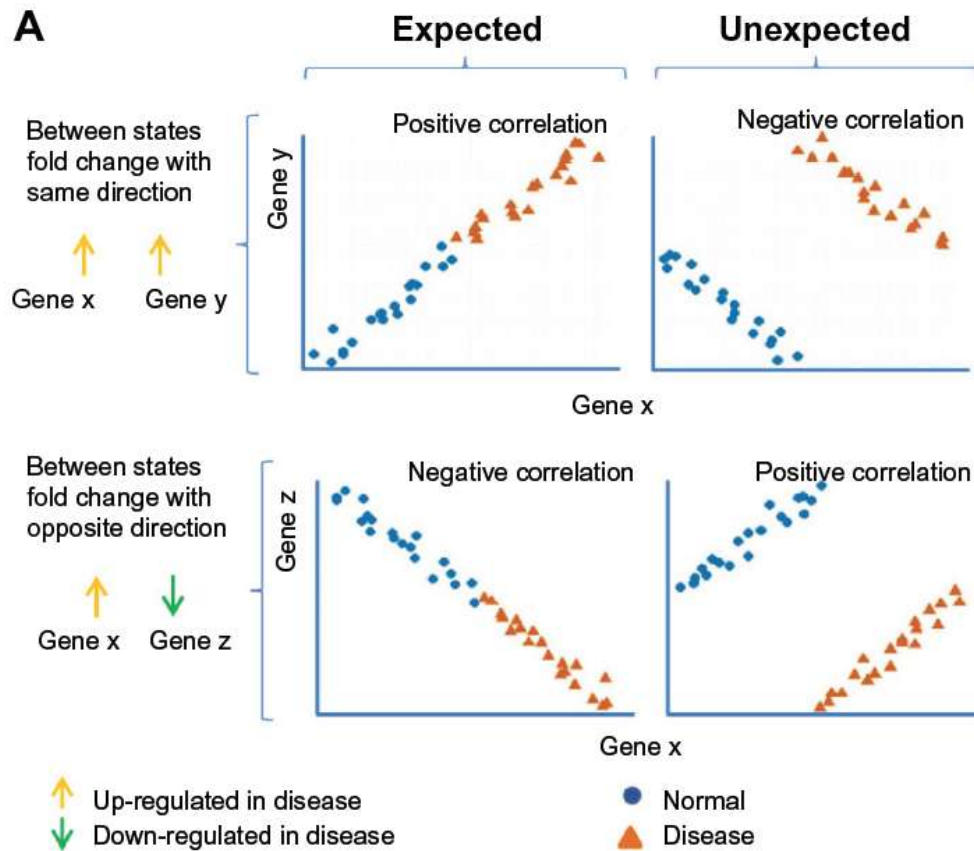 A
Expected
Unexpected
Between states
fold change with
same direction
Gene x
Gene y
Positive correlation
Gene y
Negative correlation
Gene x
Between states
fold change with
opposite direction
Gene x
Gene z
Negative correlation
Gene z
Positive correlation
Gene x
Up-regulated in disease
Down-regulated in disease
Normal
Disease